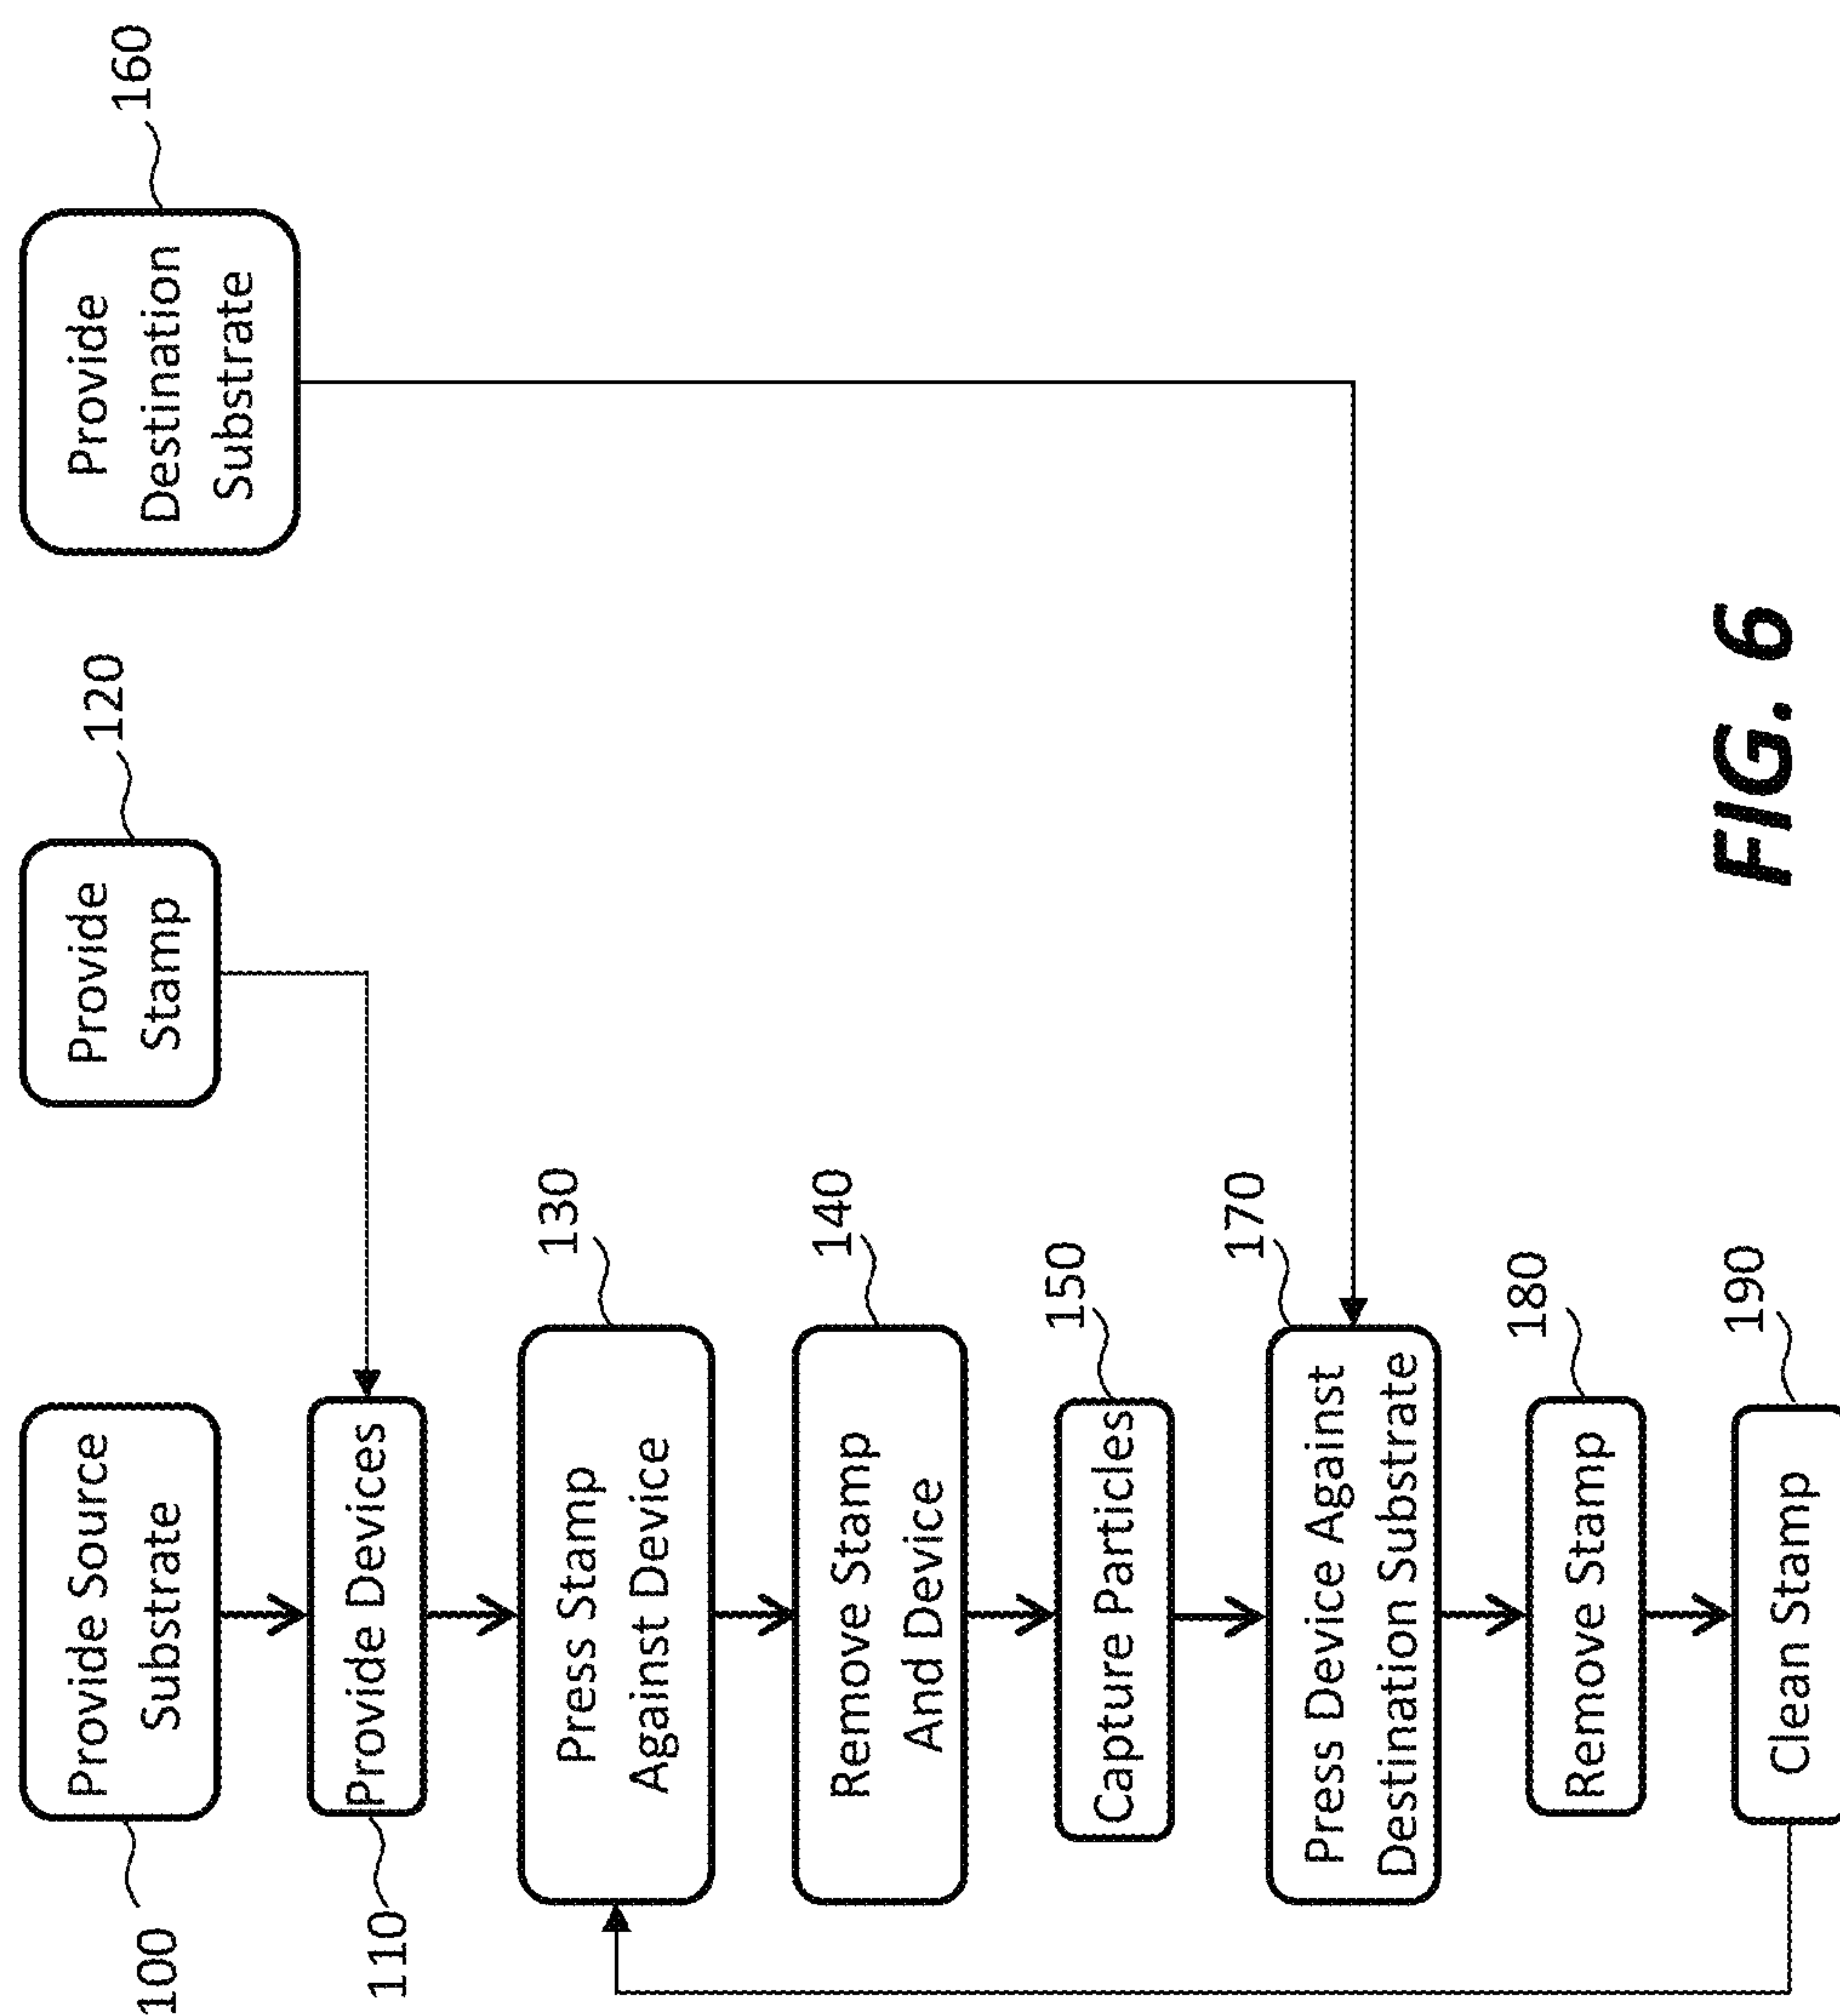 100
Provide Source
Substrate
Provide
Stamp
120
Provide
Destination
Substrate
160
110
Provide Devices
Press Stamp
Against Device
130
Remove Stamp
And Device
140
Capture Particles
150
Press Device Against
Destination Substrate
170
Remove Stamp
180
Clean Stamp
190
FIG. 6